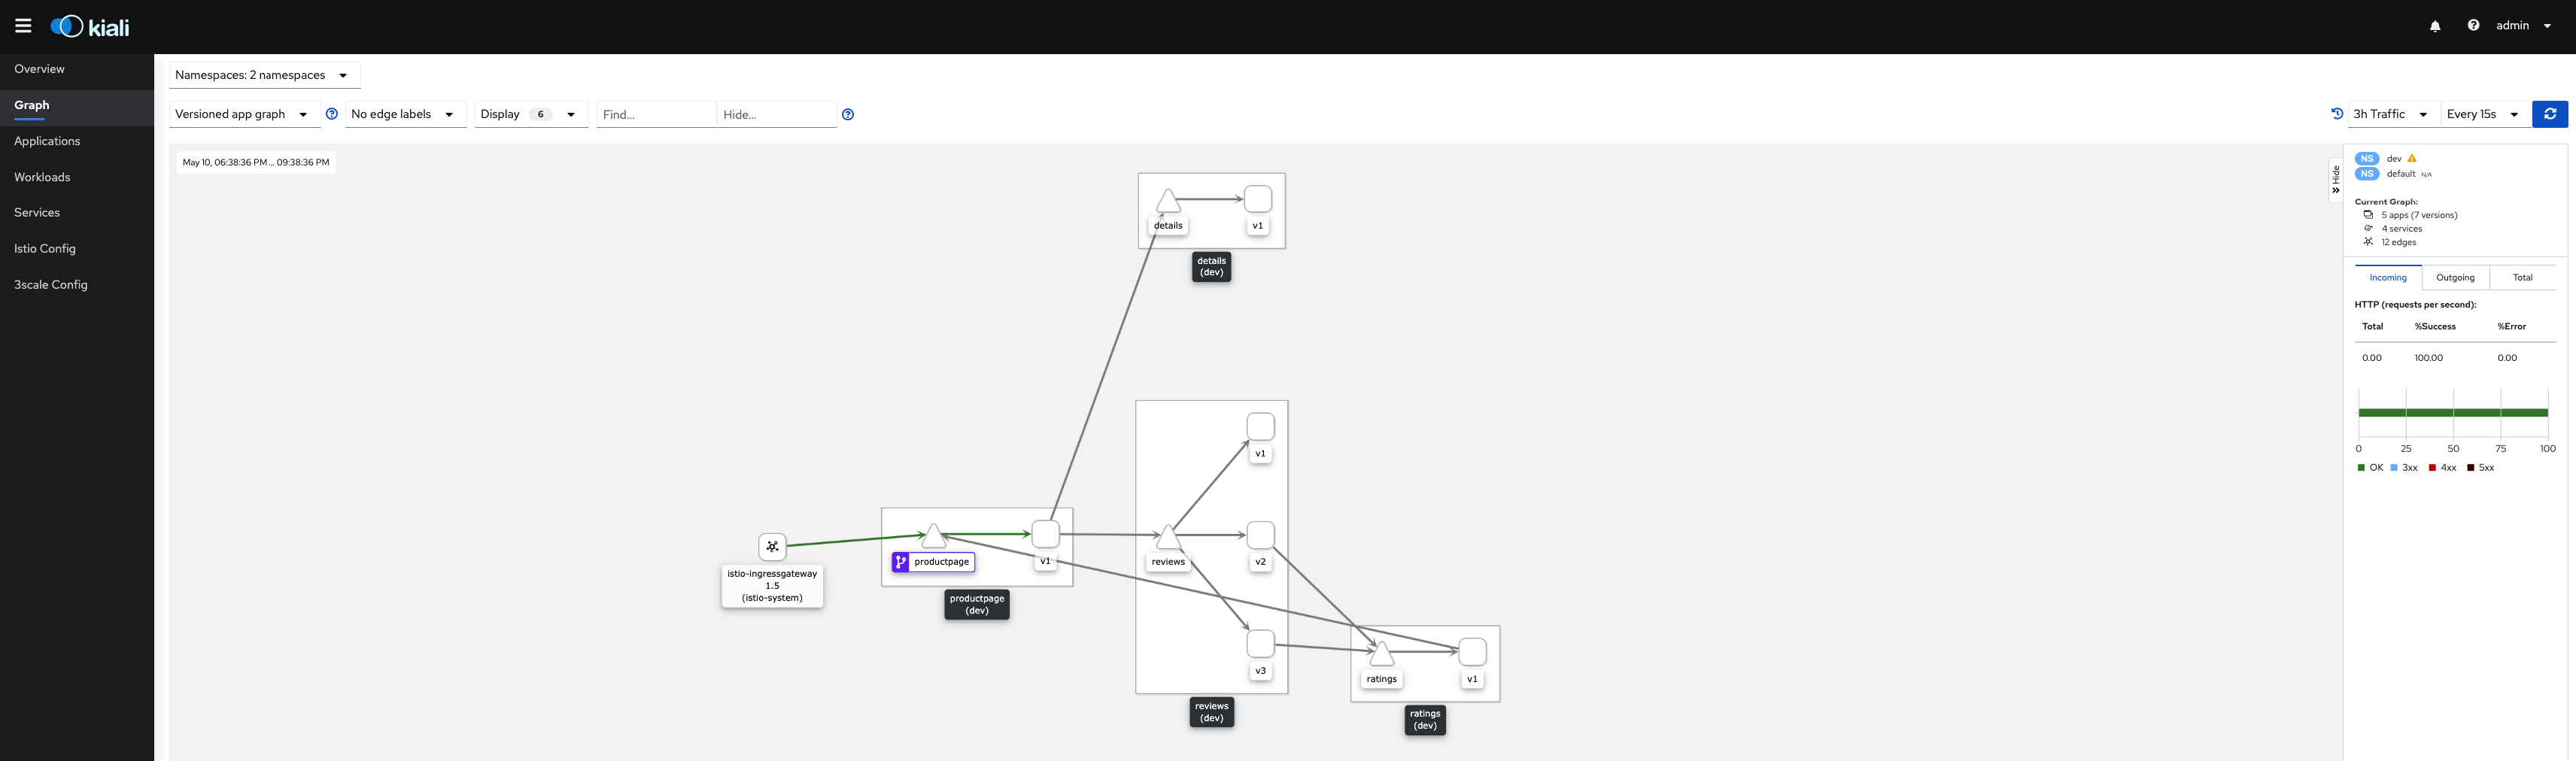 kiali
admin
Overview
Graph
Applications
Workloads
Services
Istio Config
3scale Config
Namespaces: 2 namespaces
Versioned app graph
No edge labels
Display 6
Find...
Hide...
3h Traffic
Every 15s
May 10, 06:38:36 PM ... 09:38:36 PM
details
v1
details
(dev)
v1
productpage
v1
reviews
v2
istio-ingressgateway
1.5
(istio-system)
productpage
(dev)
v3
ratings
v1
reviews
(dev)
ratings
(dev)
Hide
NS dev
NS default N/A
Current Graph:
5 apps (7 versions)
4 services
12 edges
Incoming Outgoing Total
HTTP (requests per second):
Total %Success %Error
0.00 100.00 0.00
0 25 50 75 100
OK 3xx 4xx 5xx